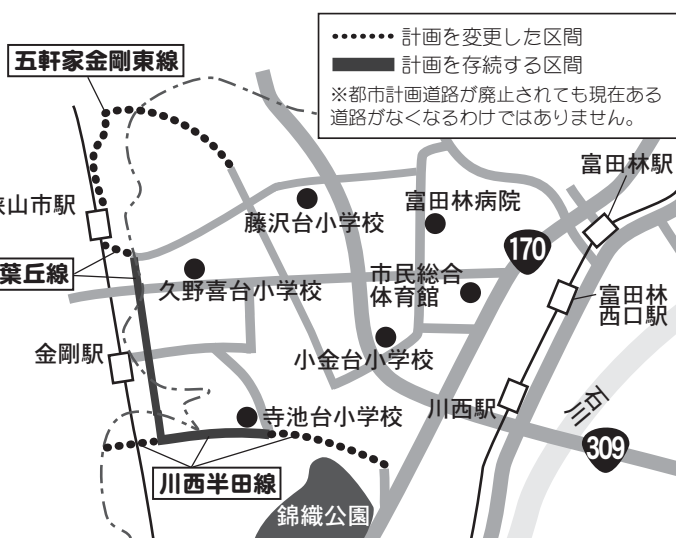 計画を変更した区間
計画を存続する区間
※都市計画道路が廃止されても現在ある
道路がなくなるわけではありません。
五軒家金剛東線
富田林駅
狭山市駅
藤沢台小学校
富田林病院
170
葉丘線
久野喜台小学校
市民総合
体育館
富田林
西口駅
金剛駅
小金台小学校
川西駅
石川
寺池台小学校
309
川西半田線
錦織公園